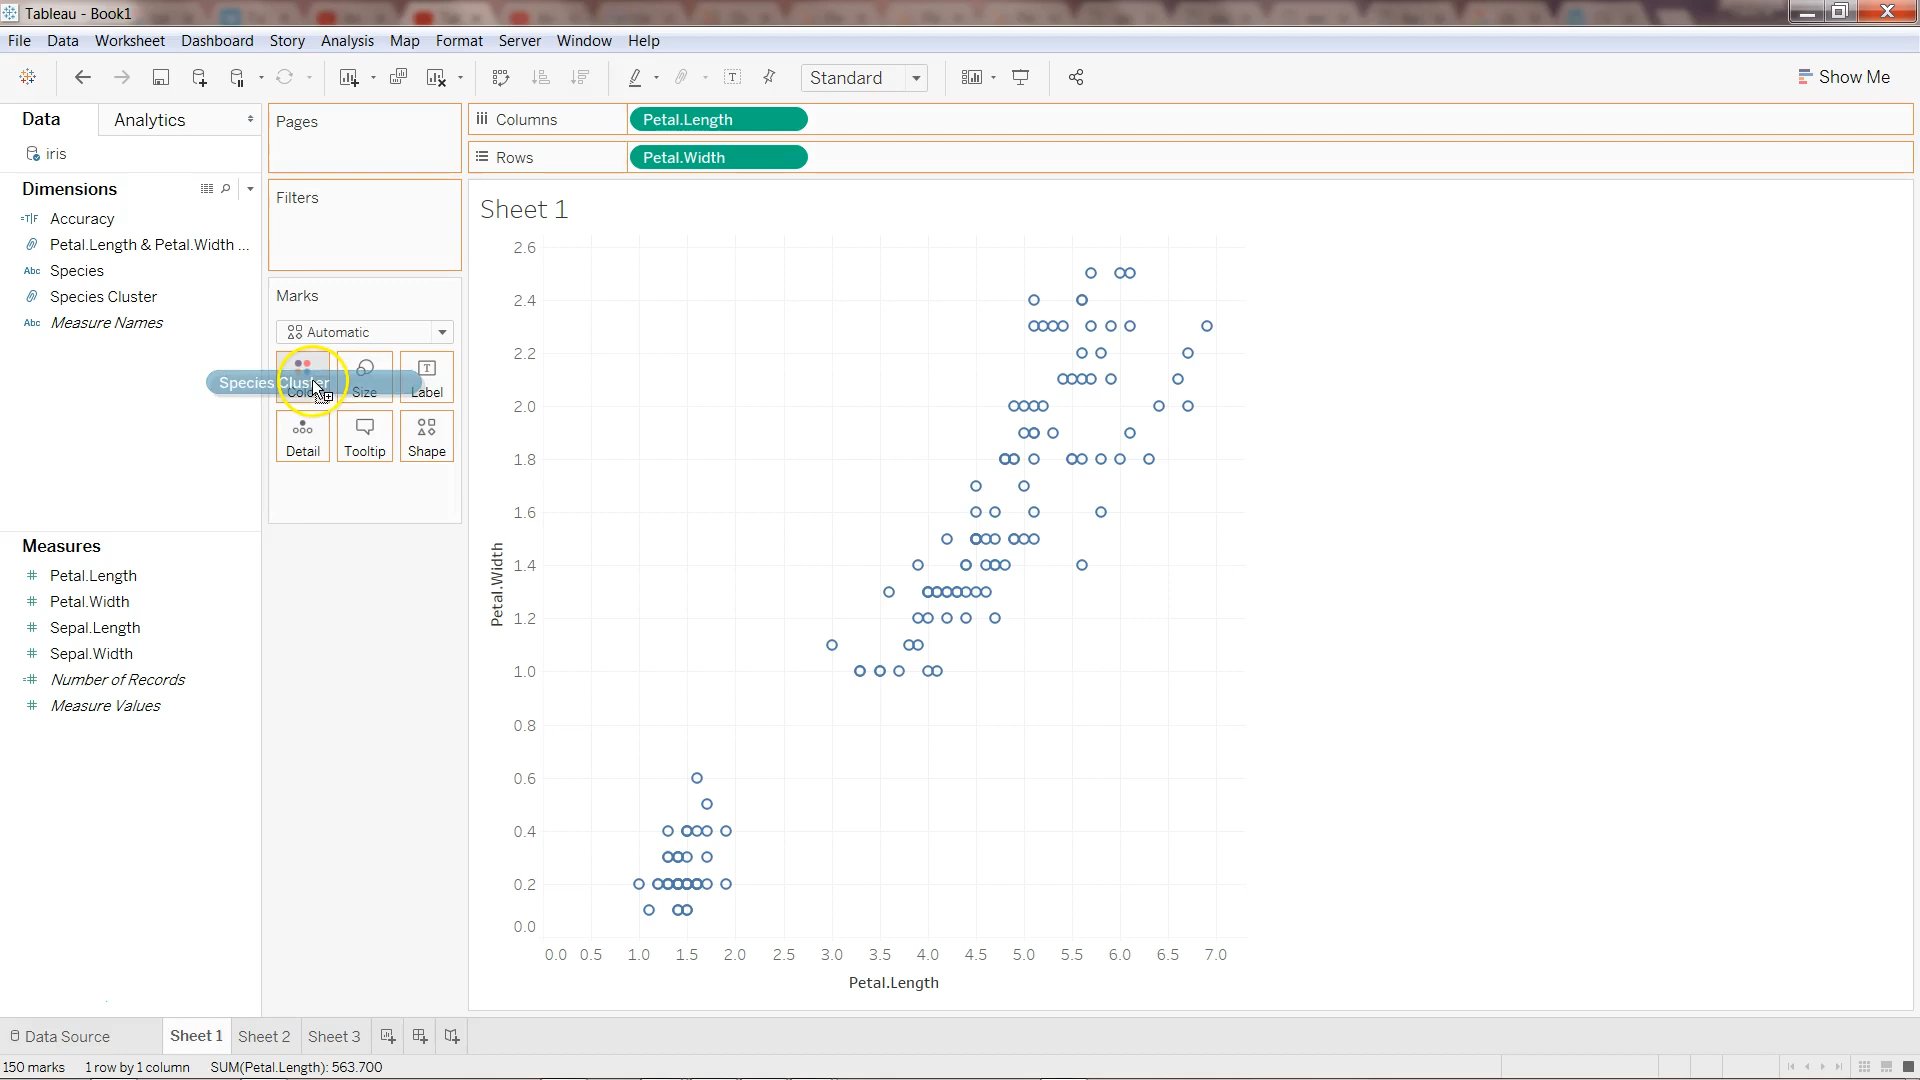 Tableau - Book1
File Data Worksheet Dashboard Story Analysis Map Format Server Window Help
Standard
Show Me
Data Analytics
iris
Dimensions
Accuracy
Petal.Length & Petal.Width ...
Abc Species
Species Cluster
Abc Measure Names
Measures
Petal.Length
Petal.Width
Sepal.Length
Sepal.Width
Number of Records
Measure Values
Pages
Filters
Marks
Automatic
Species Cluster
Size Label
Detail Tooltip Shape
Columns Petal.Length
Rows Petal.Width
Sheet 1
2.6
2.4
2.2
2.0
1.8
1.6
1.4
1.2
1.0
0.8
0.6
0.4
0.2
0.0
Petal.Width
0.0 0.5 1.0 1.5 2.0 2.5 3.0 3.5 4.0 4.5 5.0 5.5 6.0 6.5 7.0
Petal.Length
Data Source Sheet 1 Sheet 2 Sheet 3
150 marks 1 row by 1 column SUM(Petal.Length): 563.700